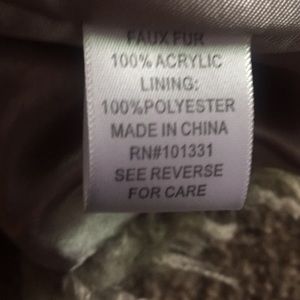 FAUX FUR
100% ACRYLIC
LINING:
100%POLYESTER
MADE IN CHINA
RN#101331
SEE REVERSE
FOR CARE